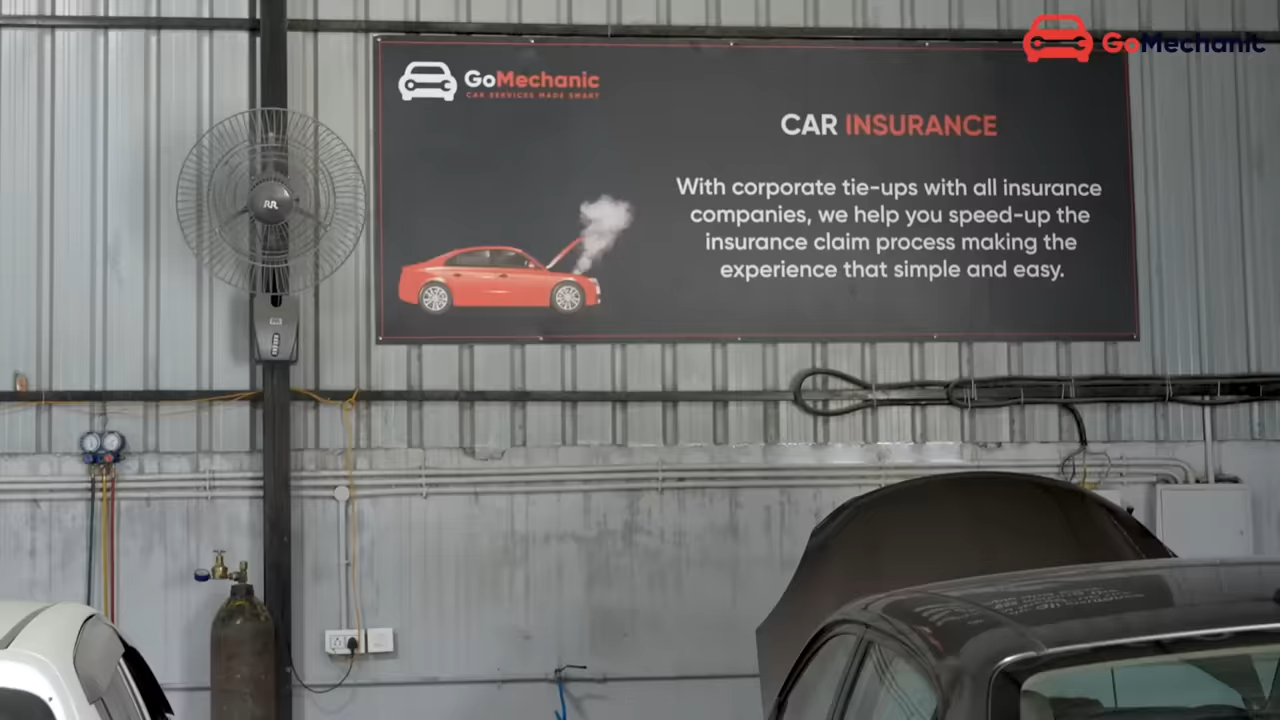 GoMechanic
GoMechanic
CAR SERVICES MADE SMART
CAR INSURANCE
With corporate tie-ups with all insurance
companies, we help you speed-up the
insurance claim process making the
experience that simple and easy.
RR